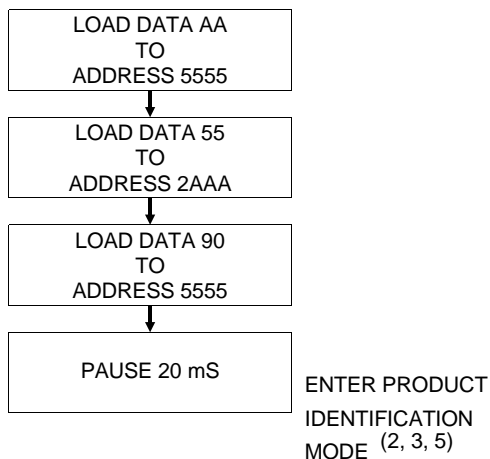 LOAD DATA AA
TO
ADDRESS 5555
LOAD DATA 55
TO
ADDRESS 2AAA
LOAD DATA 90
TO
ADDRESS 5555
PAUSE 20 mS
ENTER PRODUCT
IDENTIFICATION
MODE (2, 3, 5)